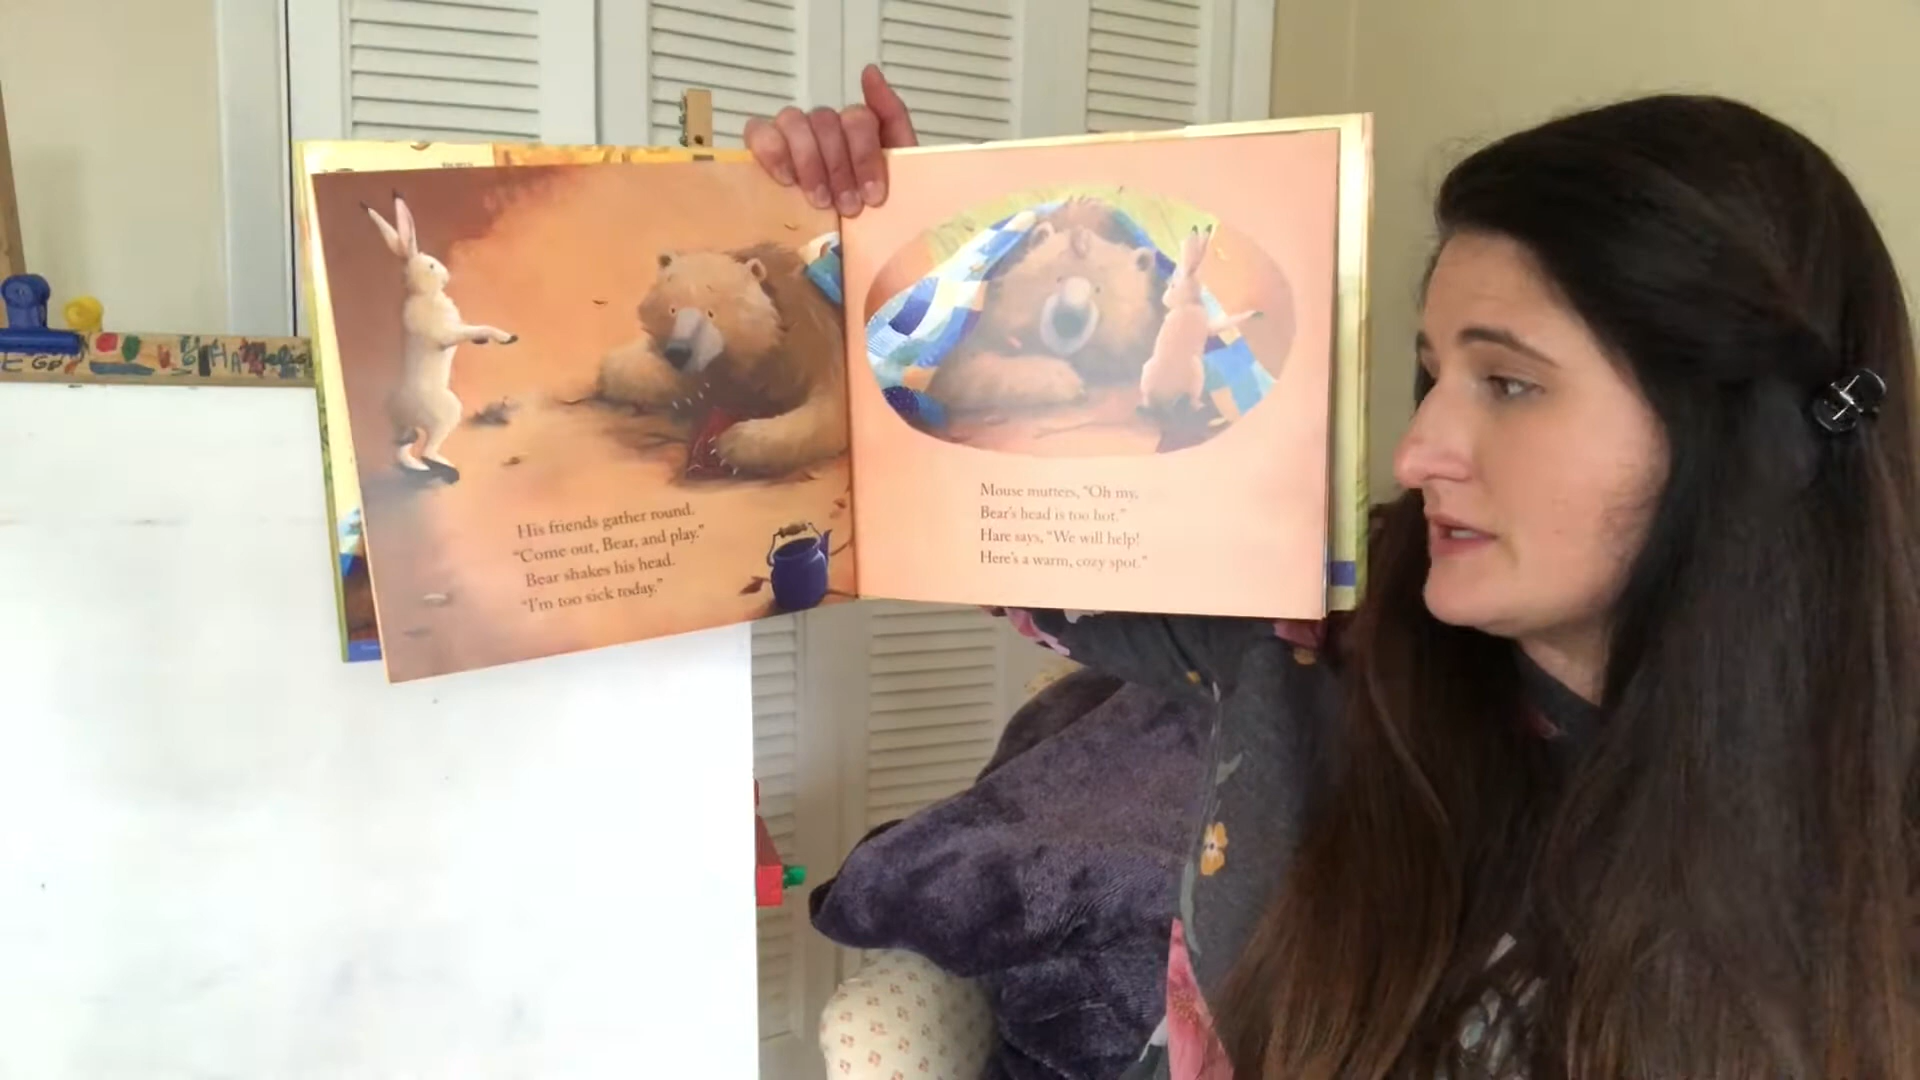 His friends gather round.
"Come out, Bear, and play."
Bear shakes his head.
"I'm too sick today."
Mouse mutters, "Oh my,
Bear's head is too hot."
Hare says, "We will help!
Here's a warm, cozy spot."